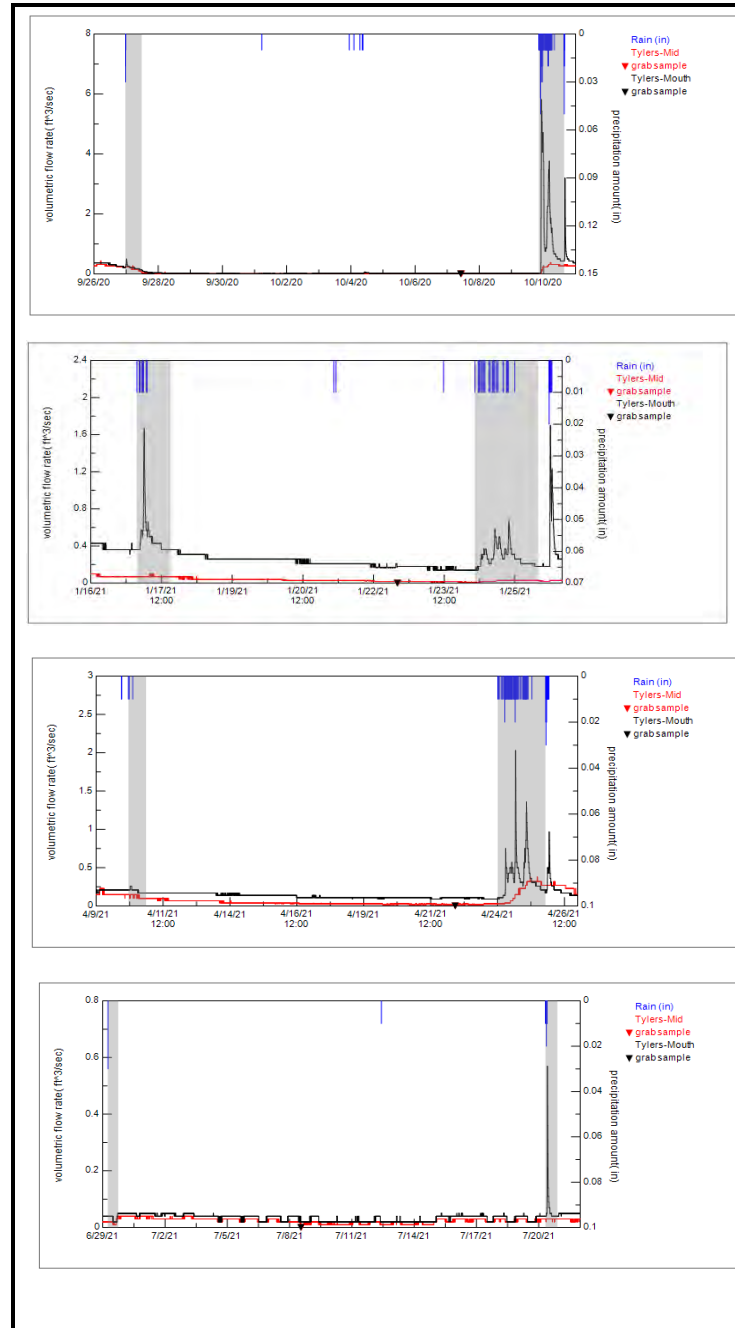 8
6
4
2
0
volumetric flow rate( ft^3/sec)
0
0.03
0.06
0.09
0.12
0.15
precipitation amount( in)
9/26/20 9/28/20 9/30/20 10/2/20 10/4/20 10/6/20 10/8/20 10/10/20
Rain (in)
Tylers-Mid
▼ grab sample
Tylers-Mouth
▼ grab sample
2.4
2
1.6
1.2
0.8
0.4
0
volumetric flow rate( ft^3/sec)
0
0.01
0.02
0.03
0.04
0.05
0.06
0.07
precipitation amount( in)
1/16/21 1/17/21 1/19/21 1/20/21 1/22/21 1/23/21 1/25/21
12:00 12:00 12:00
Rain (in)
Tylers-Mid
▼ grab sample
Tylers-Mouth
▼ grab sample
3
2.5
2
1.5
1
0.5
0
volumetric flow rate( ft^3/sec)
0
0.02
0.04
0.06
0.08
0.1
precipitation amount( in)
4/9/21 4/11/21 4/14/21 4/16/21 4/19/21 4/21/21 4/24/21 4/26/21
12:00 12:00 12:00 12:00
Rain (in)
Tylers-Mid
▼ grab sample
Tylers-Mouth
▼ grab sample
0.8
0.6
0.4
0.2
0
volumetric flow rate( ft^3/sec)
0
0.02
0.04
0.06
0.08
0.1
precipitation amount( in)
6/29/21 7/2/21 7/5/21 7/8/21 7/11/21 7/14/21 7/17/21 7/20/21
Rain (in)
Tylers-Mid
▼ grab sample
Tylers-Mouth
▼ grab sample